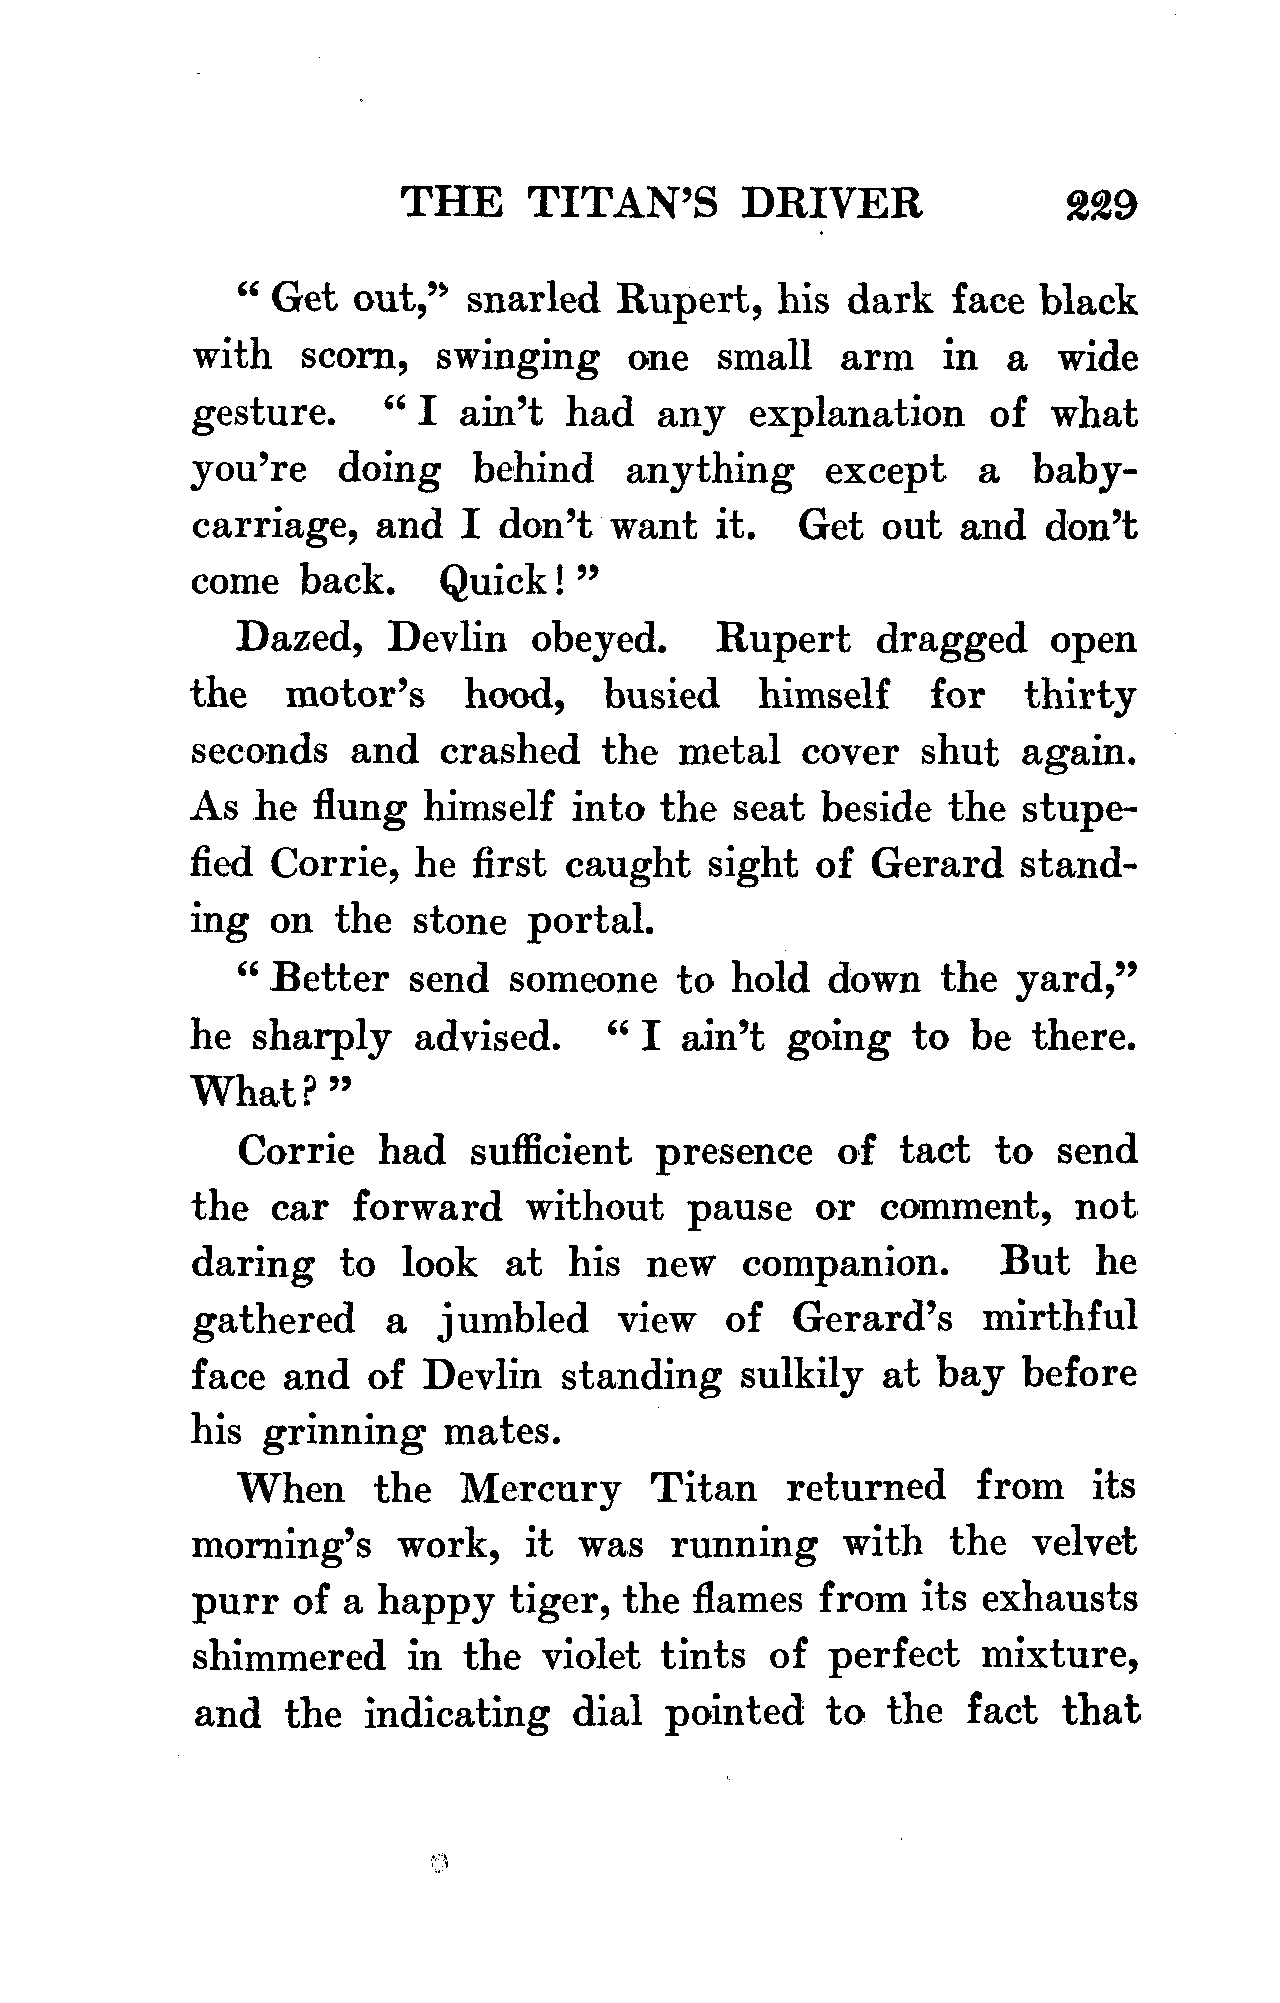 THE TITAN'S DRIVER 229
" Get out," snarled Rupert, his dark face black
with scorn, swinging one small arm in a wide
gesture. " I ain't had any explanation of what
you're doing behind anything except a baby-
carriage, and I don't want it. Get out and don't
come back. Quick! "
Dazed, Devlin obeyed. Rupert dragged open
the motor's hood, busied himself for thirty
seconds and crashed the metal cover shut again.
As he flung himself into the seat beside the stupe-
fied Corrie, he first caught sight of Gerard stand-
ing on the stone portal.
" Better send someone to hold down the yard,"
he sharply advised. " I ain't going to be there.
What? "
Corrie had sufficient presence of tact to send
the car forward without pause or comment, not
daring to look at his new companion. But he
gathered a jumbled view of Gerard's mirthful
face and of Devlin standing sulkily at bay before
his grinning mates.
When the Mercury Titan returned from its
morning's work, it was running with the velvet
purr of a happy tiger, the flames from its exhausts
shimmered in the violet tints of perfect mixture,
and the indicating dial pointed to the fact that